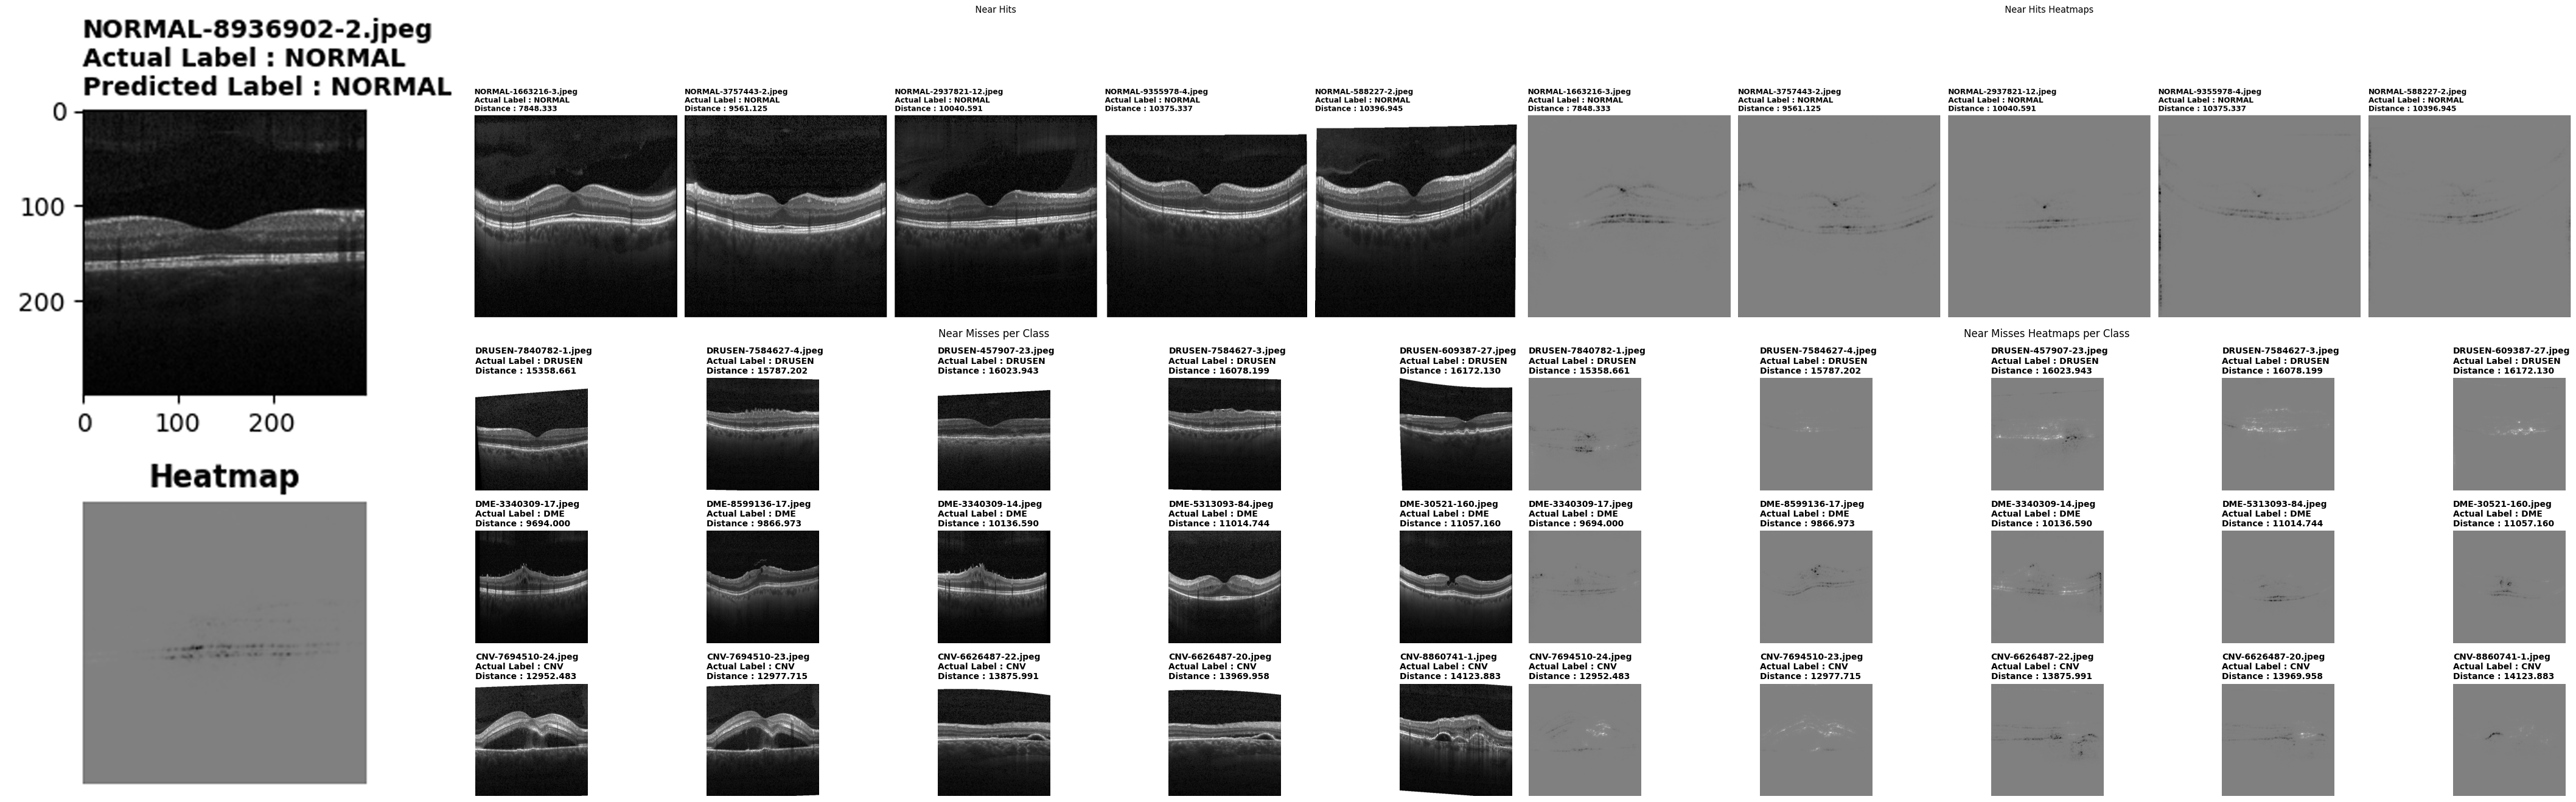 NORMAL-8936902-2.jpeg
Actual Label : NORMAL
Predicted Label : NORMAL
0
100
200
0
100
200
Heatmap
Near Hits
NORMAL-1663216-3.jpeg
Actual Label : NORMAL
Distance : 7848.333
NORMAL-3757443-2.jpeg
Actual Label : NORMAL
Distance : 9561.125
NORMAL-2937821-12.jpeg
Actual Label : NORMAL
Distance : 10040.591
NORMAL-9355978-4.jpeg
Actual Label : NORMAL
Distance : 10375.337
NORMAL-588227-2.jpeg
Actual Label : NORMAL
Distance : 10396.945
Near Hits Heatmaps
NORMAL-1663216-3.jpeg
Actual Label : NORMAL
Distance : 7848.333
NORMAL-3757443-2.jpeg
Actual Label : NORMAL
Distance : 9561.125
NORMAL-2937821-12.jpeg
Actual Label : NORMAL
Distance : 10040.591
NORMAL-9355978-4.jpeg
Actual Label : NORMAL
Distance : 10375.337
NORMAL-588227-2.jpeg
Actual Label : NORMAL
Distance : 10396.945
Near Misses per Class
DRUSEN-7840782-1.jpeg
Actual Label : DRUSEN
Distance : 15358.661
DRUSEN-7584627-4.jpeg
Actual Label : DRUSEN
Distance : 15787.202
DRUSEN-457907-23.jpeg
Actual Label : DRUSEN
Distance : 16023.943
DRUSEN-7584627-3.jpeg
Actual Label : DRUSEN
Distance : 16078.199
DRUSEN-609387-27.jpeg
Actual Label : DRUSEN
Distance : 16172.130
DME-3340309-17.jpeg
Actual Label : DME
Distance : 9694.000
DME-8599136-17.jpeg
Actual Label : DME
Distance : 9866.973
DME-3340309-14.jpeg
Actual Label : DME
Distance : 10136.590
DME-5313093-84.jpeg
Actual Label : DME
Distance : 11014.744
DME-30521-160.jpeg
Actual Label : DME
Distance : 11057.160
CNV-7694510-24.jpeg
Actual Label : CNV
Distance : 12952.483
CNV-7694510-23.jpeg
Actual Label : CNV
Distance : 12977.715
CNV-6626487-22.jpeg
Actual Label : CNV
Distance : 13875.991
CNV-6626487-20.jpeg
Actual Label : CNV
Distance : 13969.958
CNV-8860741-1.jpeg
Actual Label : CNV
Distance : 14123.883
Near Misses Heatmaps per Class
DRUSEN-7840782-1.jpeg
Actual Label : DRUSEN
Distance : 15358.661
DRUSEN-7584627-4.jpeg
Actual Label : DRUSEN
Distance : 15787.202
DRUSEN-457907-23.jpeg
Actual Label : DRUSEN
Distance : 16023.943
DRUSEN-7584627-3.jpeg
Actual Label : DRUSEN
Distance : 16078.199
DRUSEN-609387-27.jpeg
Actual Label : DRUSEN
Distance : 16172.130
DME-3340309-17.jpeg
Actual Label : DME
Distance : 9694.000
DME-8599136-17.jpeg
Actual Label : DME
Distance : 9866.973
DME-3340309-14.jpeg
Actual Label : DME
Distance : 10136.590
DME-5313093-84.jpeg
Actual Label : DME
Distance : 11014.744
DME-30521-160.jpeg
Actual Label : DME
Distance : 11057.160
CNV-7694510-24.jpeg
Actual Label : CNV
Distance : 12952.483
CNV-7694510-23.jpeg
Actual Label : CNV
Distance : 12977.715
CNV-6626487-22.jpeg
Actual Label : CNV
Distance : 13875.991
CNV-6626487-20.jpeg
Actual Label : CNV
Distance : 13969.958
CNV-8860741-1.jpeg
Actual Label : CNV
Distance : 14123.883